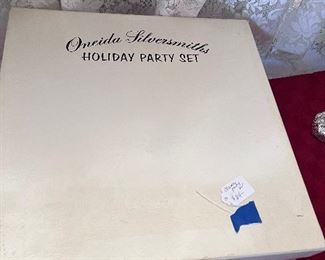 Oneida Silversmiths
HOLIDAY PARTY SET